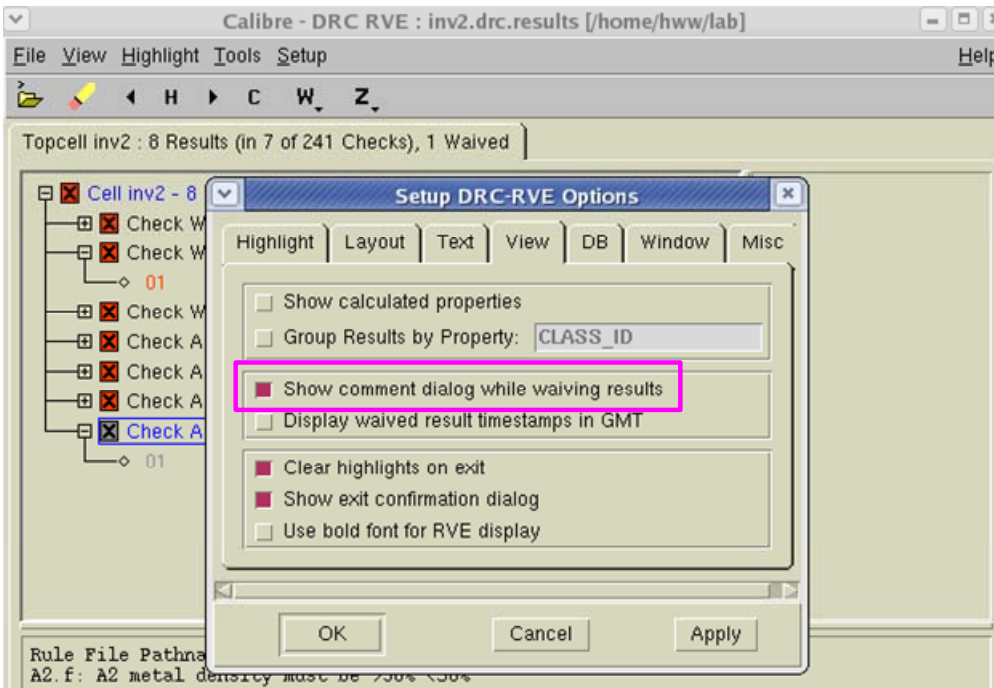 Calibre - DRC RVE : inv2.drc.results [/home/hww/lab]
File View Highlight Tools Setup Help
H C W Z
Topcell inv2 : 8 Results (in 7 of 241 Checks), 1 Waived
Cell inv2 - 8
Check W
Check W
01
Check W
Check A
Check A
Check A
Check A
01
Setup DRC-RVE Options
Highlight Layout Text View DB Window Misc
Show calculated properties
Group Results by Property: CLASS_ID
Show comment dialog while waiving results
Display waived result timestamps in GMT
Clear highlights on exit
Show exit confirmation dialog
Use bold font for RVE display
OK Cancel Apply
Rule File Pathna
A2.f: A2 metal density must be